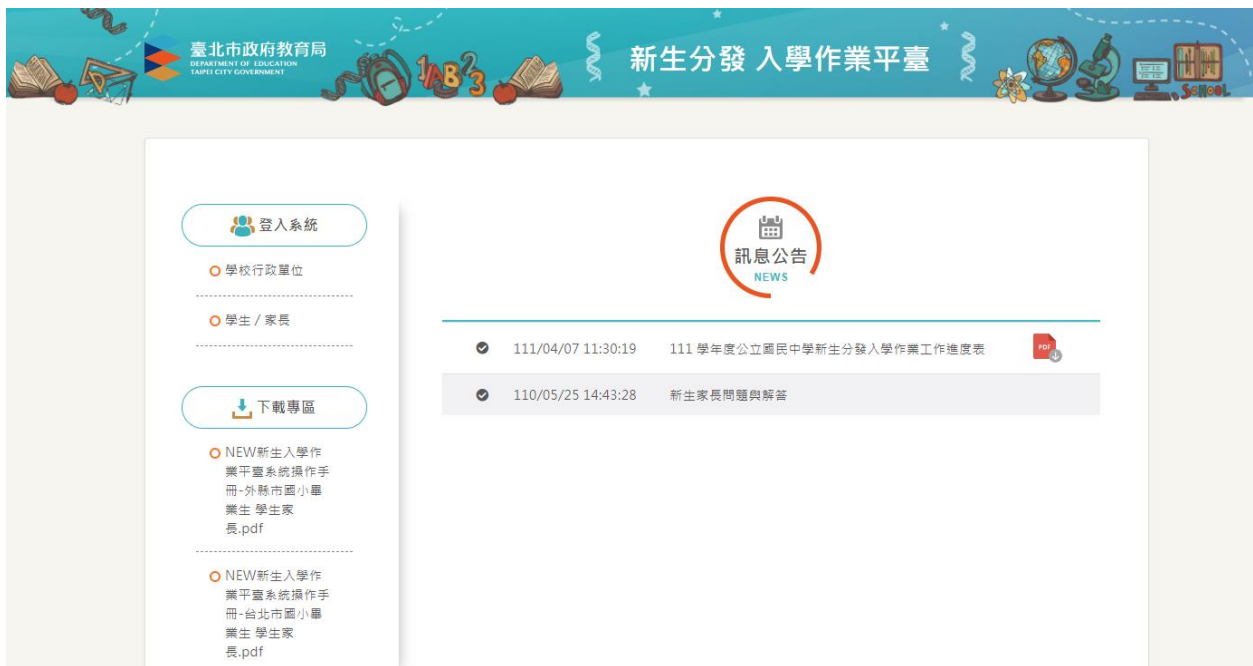 臺北市政府教育局
DEPARTMENT OF EDUCATION
TAIPEI CITY GOVERNMENT
1AB23
新生分發 入學作業平臺
SCHOOL
登入系統
學校行政單位
學生 / 家長
下載專區
NEW新生入學作
業平臺系統操作手
冊-外縣市國小畢
業生 學生家
長.pdf
NEW新生入學作
業平臺系統操作手
冊-台北市國小畢
業生 學生家
長.pdf
訊息公告
NEWS
111/04/07 11:30:19 111 學年度公立國民中學新生分發入學作業工作進度表 PDF
110/05/25 14:43:28 新生家長問題與解答